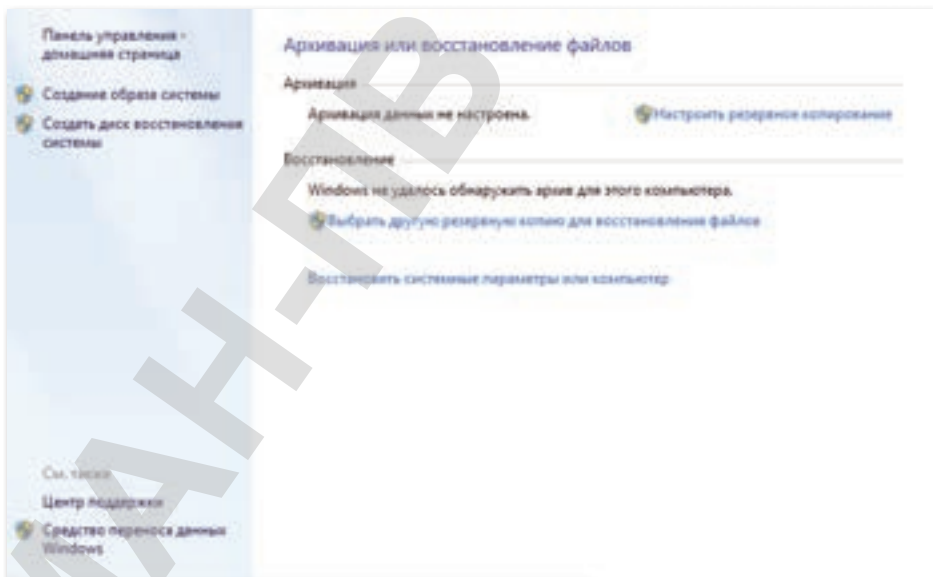 Панель управления -
домашняя страница
Создание образа системы
Создать диск восстановления
системы
Архивация или восстановление файлов
Архивация
Архивация данных не настроена.
Настроить резервное копирование
Восстановление
Windows не удалось обнаружить архив для этого компьютера.
Выбрать другую резервную копию для восстановления файлов
Восстановить системные параметры или компьютер
См. также
Центр поддержки
Средство переноса данных
Windows
АН-ПВ